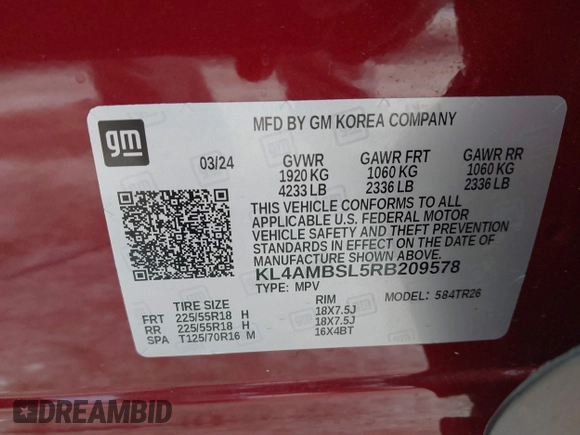 gm
MFD BY GM KOREA COMPANY
03/24 GVWR GAWR FRT GAWR RR
1920 KG 1060 KG 1060 KG
4233 LB 2336 LB 2336 LB
THIS VEHICLE CONFORMS TO ALL
APPLICABLE U.S. FEDERAL MOTOR
VEHICLE SAFETY AND THEFT PREVENTION
STANDARDS IN EFFECT ON THE DATE OF
MANUFACTURE SHOWN ABOVE.
KL4AMBSL5RB209578
TYPE: MPV MODEL: 584TR26
TIRE SIZE RIM
FRT 225/55R18 H 18X7.5J
RR 225/55R18 H 18X7.5J
SPA T125/70R16 M 16X4BT
DREAMBID